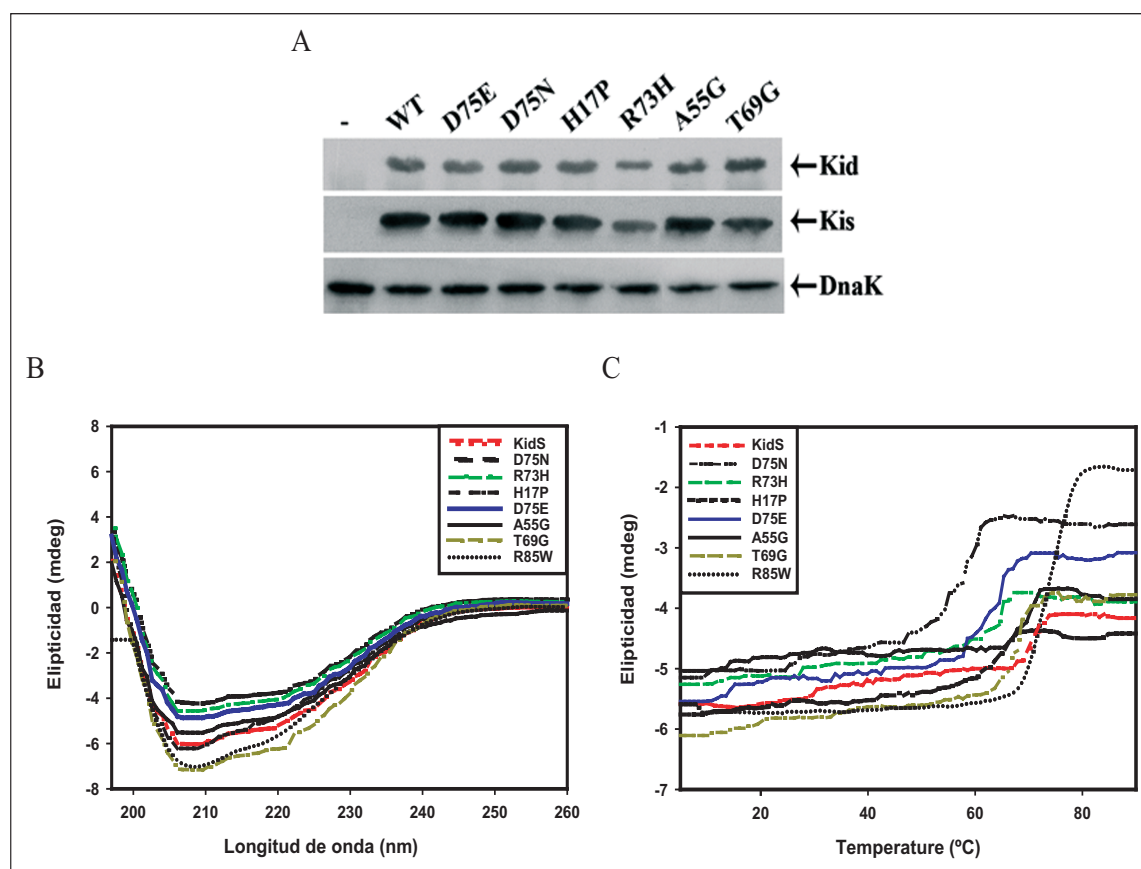 A
- WT D75E D75N H17P R73H A55G T69G
←Kid
←Kis
←DnaK
B
Elipticidad (mdeg)
8
6
4
2
0
-2
-4
-6
-8
KidS
D75N
R73H
H17P
D75E
A55G
T69G
R85W
200 210 220 230 240 250 260
Longitud de onda (nm)
C
Elipticidad (mdeg)
-1
-2
-3
-4
-5
-6
-7
KidS
D75N
R73H
H17P
D75E
A55G
T69G
R85W
20 40 60 80
Temperature (ºC)